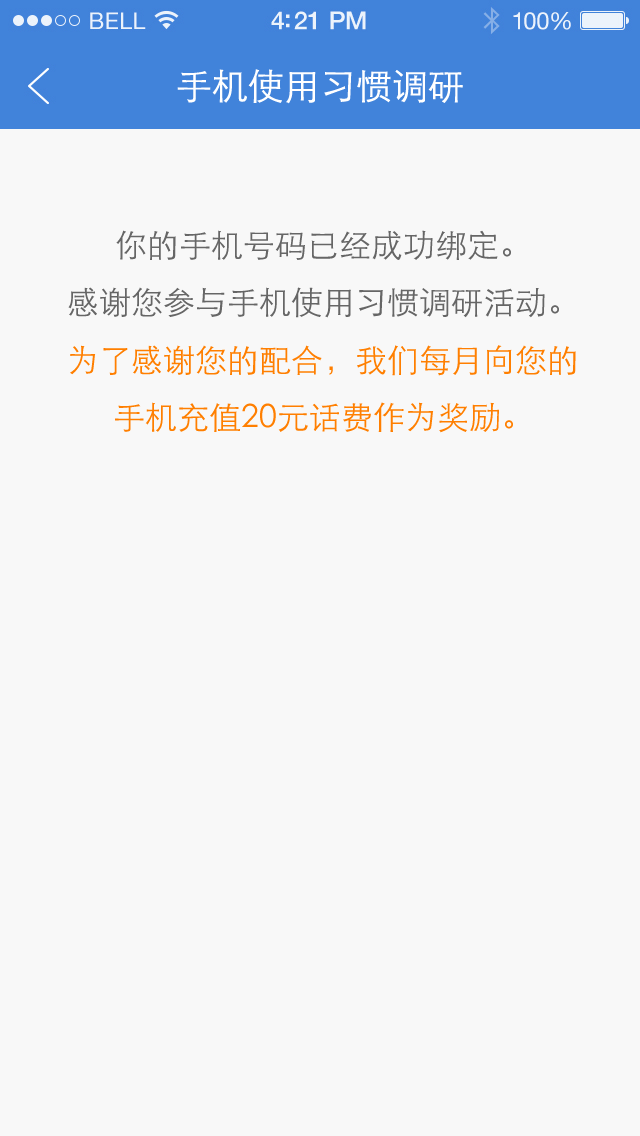 BELL 4:21 PM 100%
手机使用习惯调研
你的手机号码已经成功绑定。
感谢您参与手机使用习惯调研活动。
为了感谢您的配合，我们每月向您的
手机充值20元话费作为奖励。